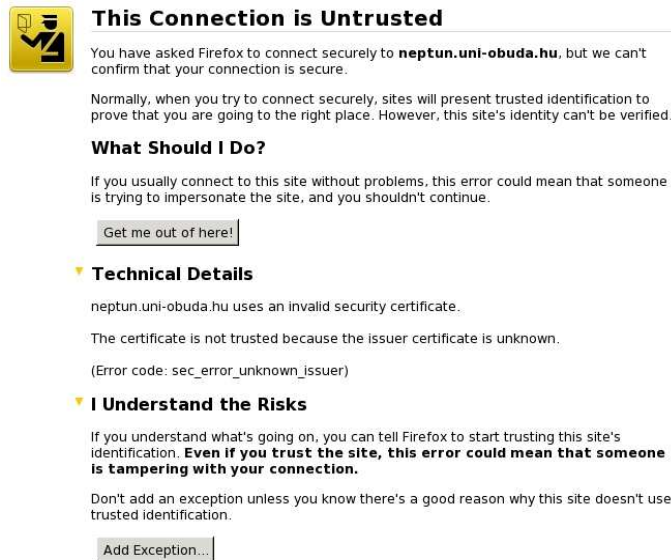 This Connection is Untrusted
You have asked Firefox to connect securely to neptun.uni-obuda.hu, but we can't
confirm that your connection is secure.
Normally, when you try to connect securely, sites will present trusted identification to
prove that you are going to the right place. However, this site's identity can't be verified.
What Should I Do?
If you usually connect to this site without problems, this error could mean that someone
is trying to impersonate the site, and you shouldn't continue.
Get me out of here!
Technical Details
neptun.uni-obuda.hu uses an invalid security certificate.
The certificate is not trusted because the issuer certificate is unknown.
(Error code: sec_error_unknown_issuer)
I Understand the Risks
If you understand what's going on, you can tell Firefox to start trusting this site's
identification. Even if you trust the site, this error could mean that someone
is tampering with your connection.
Don't add an exception unless you know there's a good reason why this site doesn't use
trusted identification.
Add Exception...